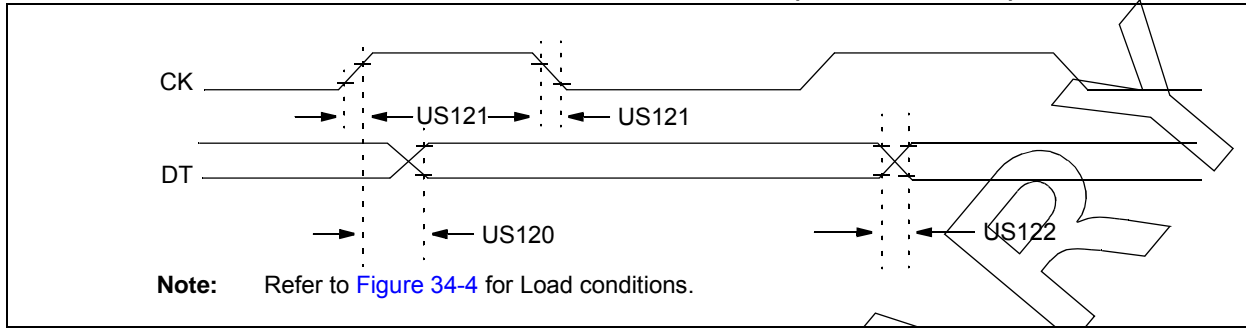 CK
US121 US121
DT
US120 US122
Note: Refer to Figure 34-4 for Load conditions.